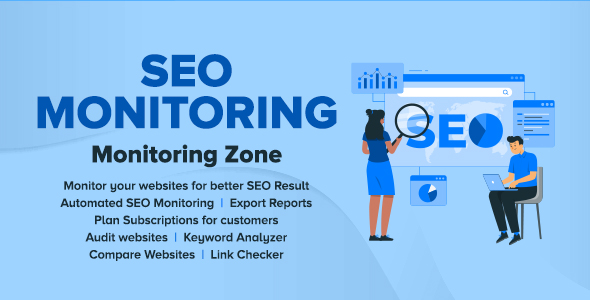 SEO
MONITORING
Monitoring Zone
Monitor your websites for better SEO Result
Automated SEO Monitoring | Export Reports
Plan Subscriptions for customers
Audit websites | Keyword Analyzer
Compare Websites | Link Checker
SEO